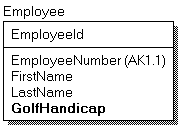 Employee
EmployeeId
EmployeeNumber (AK1.1)
FirstName
LastName
GolfHandicap